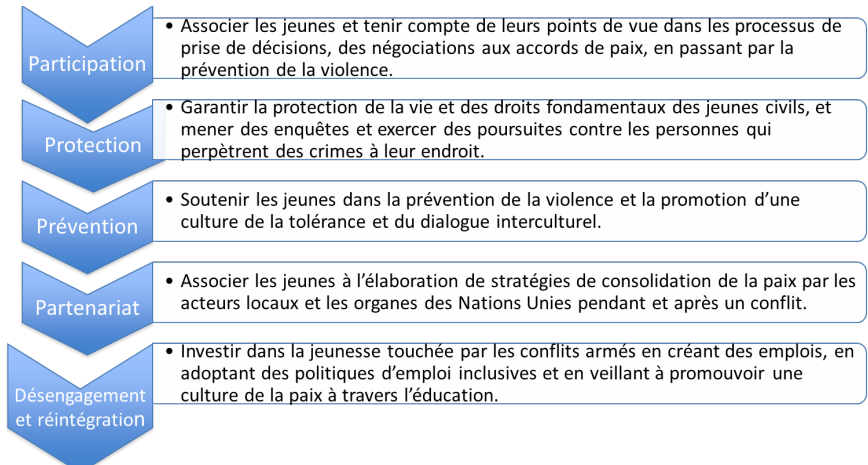 Participation
• Associer les jeunes et tenir compte de leurs points de vue dans les processus de
prise de décisions, des négociations aux accords de paix, en passant par la
prévention de la violence.
Protection
• Garantir la protection de la vie et des droits fondamentaux des jeunes civils, et
mener des enquêtes et exercer des poursuites contre les personnes qui
perpètrent des crimes à leur endroit.
Prévention
• Soutenir les jeunes dans la prévention de la violence et la promotion d’une
culture de la tolérance et du dialogue interculturel.
Partenariat
• Associer les jeunes à l’élaboration de stratégies de consolidation de la paix par les
acteurs locaux et les organes des Nations Unies pendant et après un conflit.
Désengagement
et réintégration
• Investir dans la jeunesse touchée par les conflits armés en créant des emplois, en
adoptant des politiques d’emploi inclusives et en veillant à promouvoir une
culture de la paix à travers l’éducation.